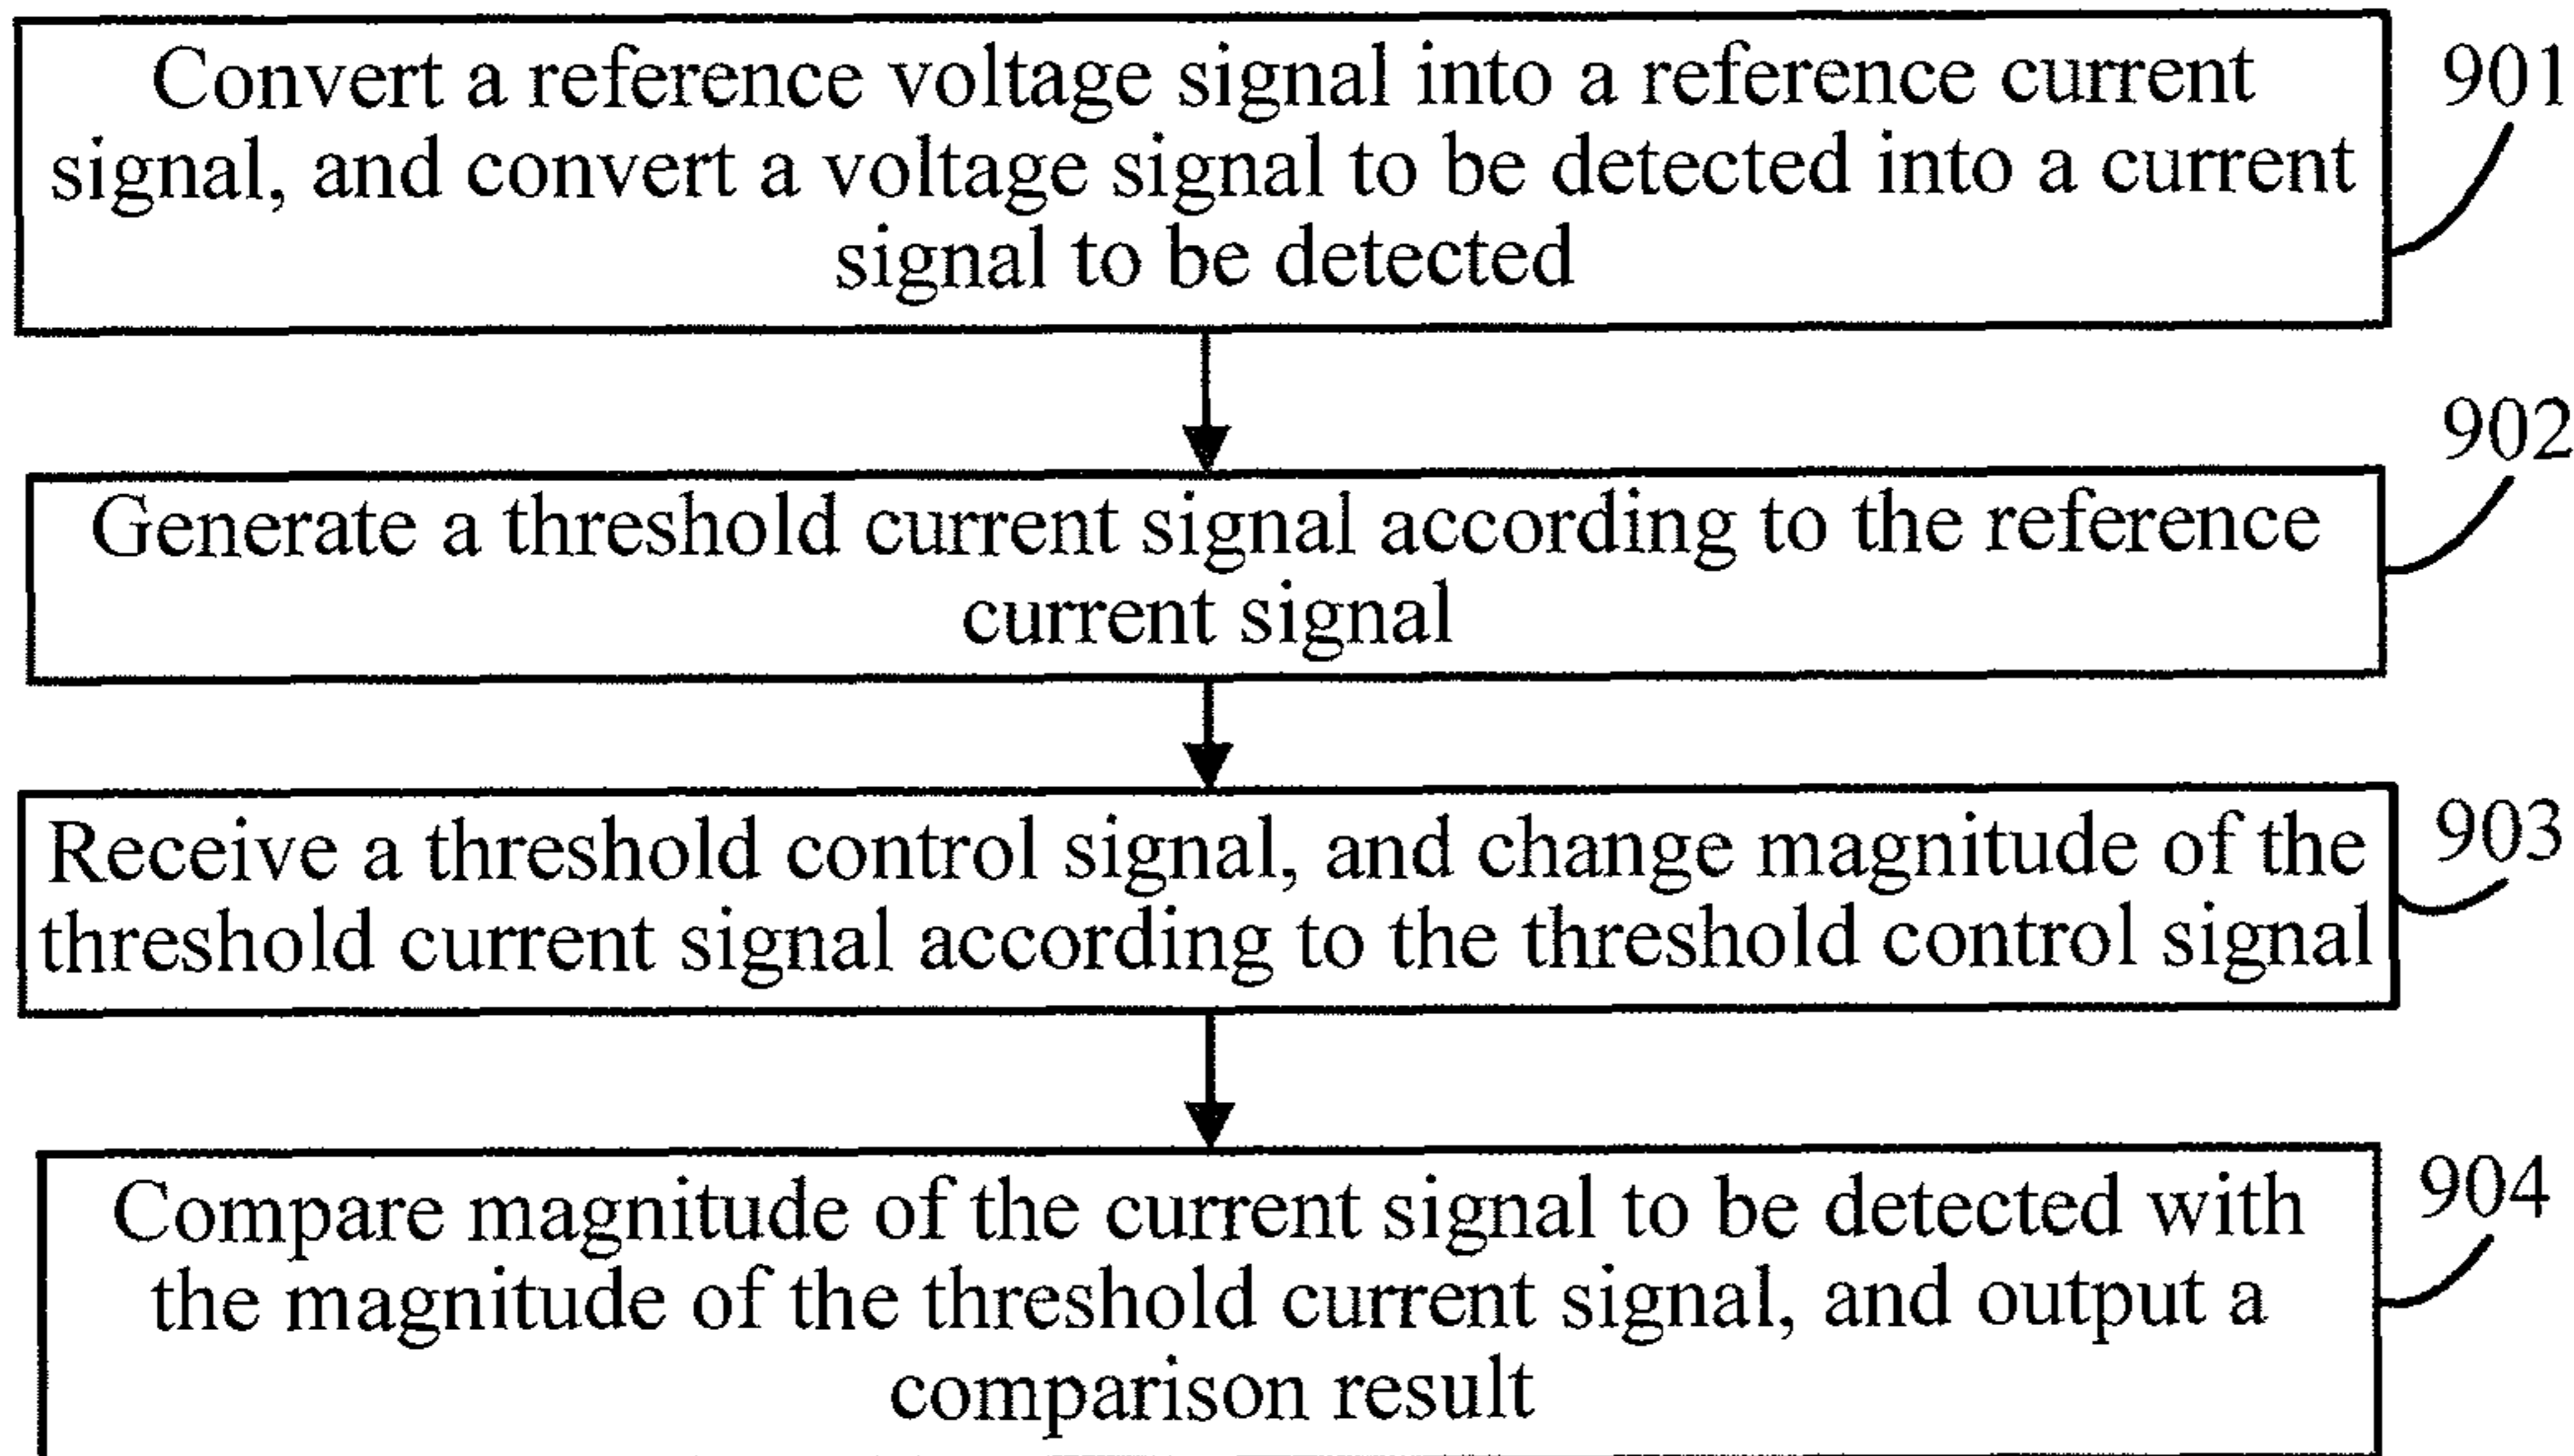 Convert a reference voltage signal into a reference current
signal, and convert a voltage signal to be detected into a current
signal to be detected
901
Generate a threshold current signal according to the reference
current signal
902
Receive a threshold control signal, and change magnitude of the
threshold current signal according to the threshold control signal
903
Compare magnitude of the current signal to be detected with
the magnitude of the threshold current signal, and output a
comparison result
904